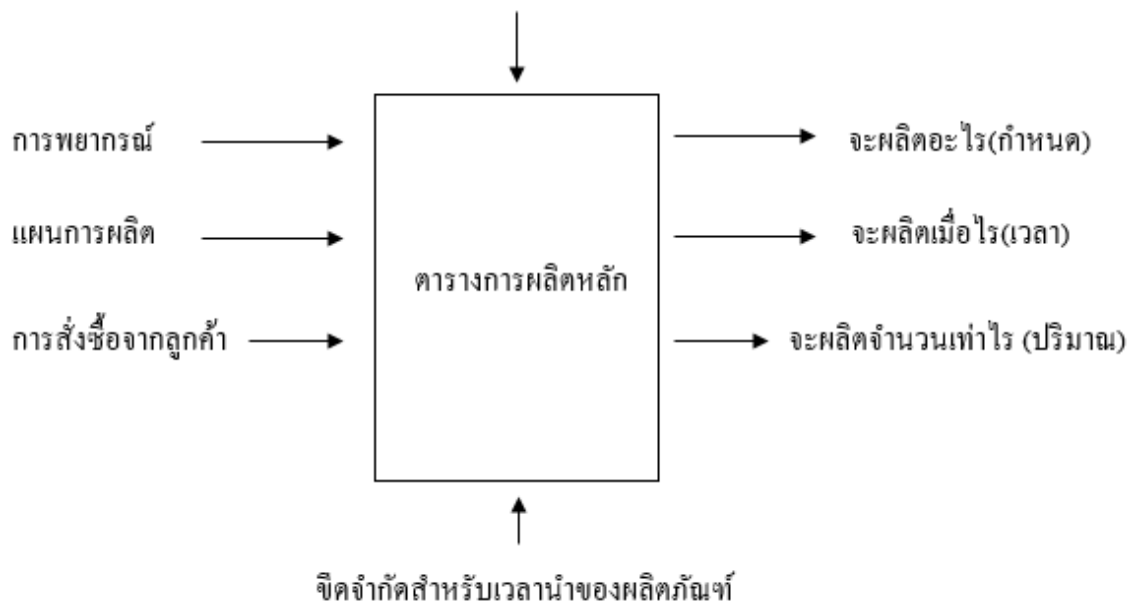 การพยากรณ์
จะผลิตอะไร(กำหนด)
แผนการผลิต
จะผลิตเมื่อไร(เวลา)
ตารางการผลิตหลัก
การสั่งซื้อจากลูกค้า
จะผลิตจำนวนเท่าไร (ปริมาณ)
ขีดจำกัดสำหรับเวลานำของผลิตภัณฑ์